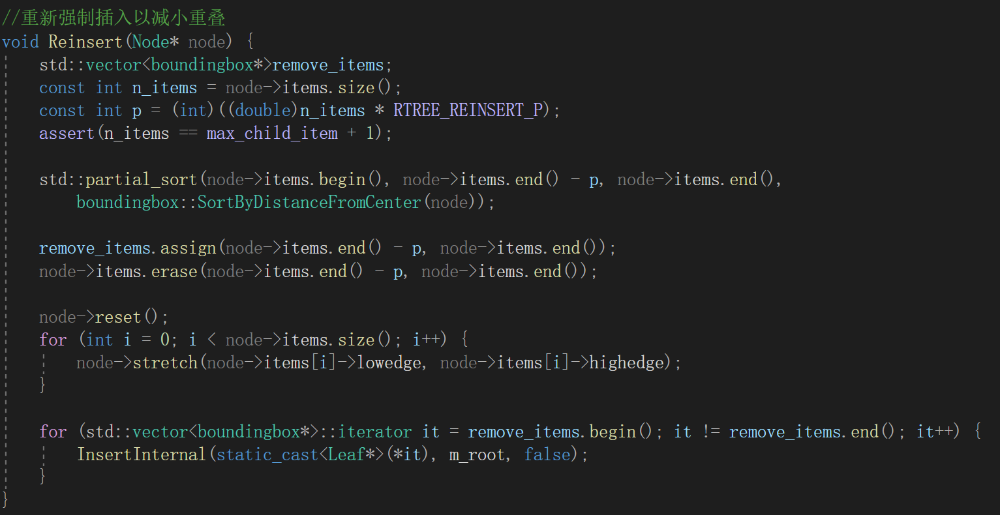 //重新强制插入以减小重叠
void Reinsert(Node* node) {
    std::vector<boundingbox*>remove_items;
    const int n_items = node->items.size();
    const int p = (int)((double)n_items * RTREE_REINSERT_P);
    assert(n_items == max_child_item + 1);

    std::partial_sort(node->items.begin(), node->items.end() - p, node->items.end(),
        boundingbox::SortByDistanceFromCenter(node));

    remove_items.assign(node->items.end() - p, node->items.end());
    node->items.erase(node->items.end() - p, node->items.end());

    node->reset();
    for (int i = 0; i < node->items.size(); i++) {
        node->stretch(node->items[i]->lowedge, node->items[i]->highedge);
    }

    for (std::vector<boundingbox*>::iterator it = remove_items.begin(); it != remove_items.end(); it++) {
        InsertInternal(static_cast<Leaf*>(*it), m_root, false);
    }
}